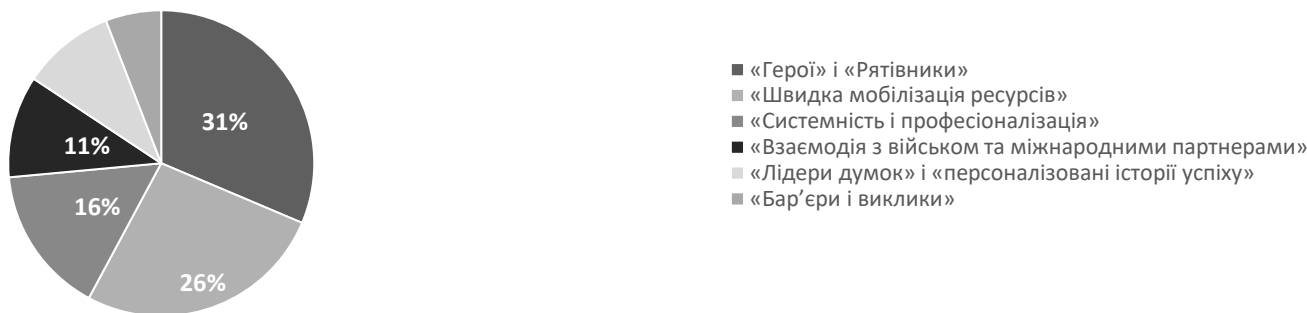 31%
26%
16%
11%
«Герої» і «Рятівники»
«Швидка мобілізація ресурсів»
«Системність і професіоналізація»
«Взаємодія з військом та міжнародними партнерами»
«Лідери думок» і «персоналізовані історії успіху»
«Бар’єри і виклики»